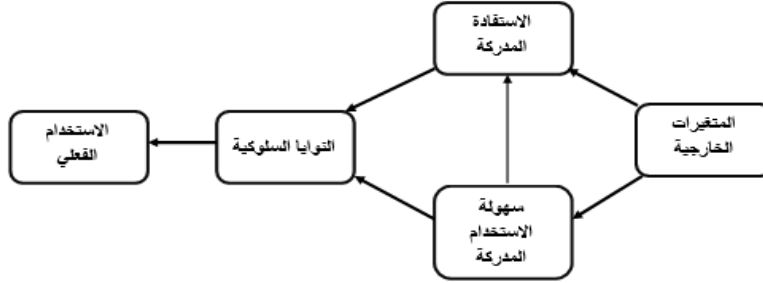 الاستفادة
المدركة
المتغيرات
الخارجية
النوايا السلوكية
الاستخدام
الفعلي
سهولة
الاستخدام
المدركة